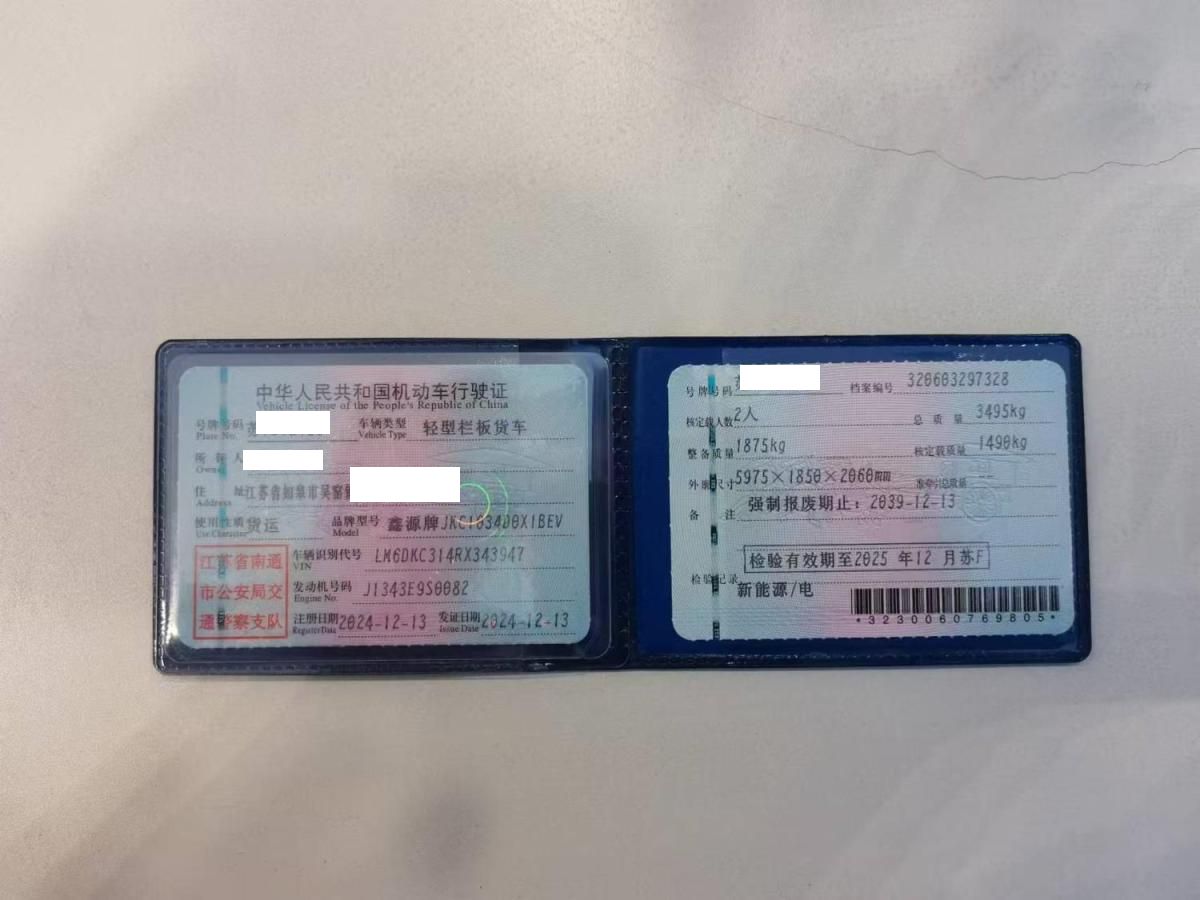 中华人民共和国机动车行驶证
Vehicle License of the People's Republic of China
号牌号码 苏
Plate No.
车辆类型 轻型栏板货车
Vehicle Type
所有人
Owner
住址 江苏省如皋市吴窑镇
Address
使用性质 货运
Use Character
品牌型号 鑫源牌JKC1034D0X1BEV
Model
江苏省南通
市公安局交
通警察支队
车辆识别代号 LM6DKC314RX343947
VIN
发动机号码 J1343E9S0082
Engine No.
注册日期 2024-12-13 发证日期 2024-12-13
Register Date Issue Date
号牌号码 苏
档案编号 320603297328
核定载人数 2人 总质量 3495kg
整备质量 1875kg 核定载质量 1490kg
外廓尺寸 5975×1850×2060mm 准牵引总质量
备注 强制报废期止：2039-12-13
检验有效期至2025 年12 月苏F
检验记录 新能源/电
*3230060769805*